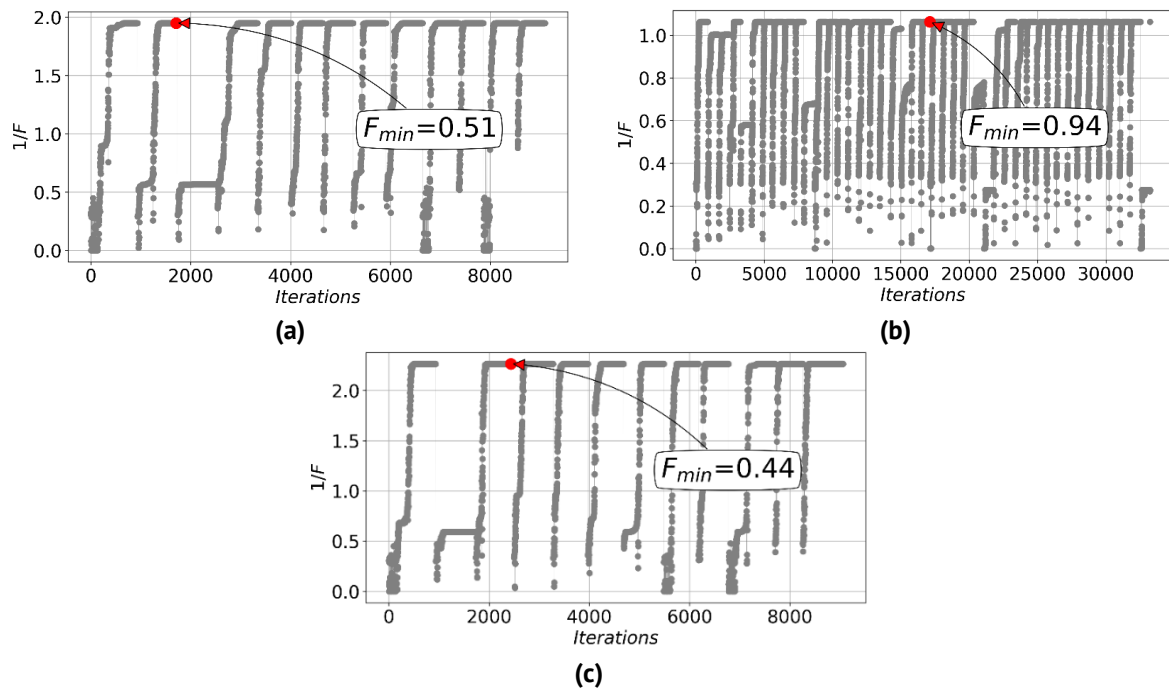 2.0
1.5
1.0
0.5
0.0
1/F
F_min=0.51
0 2000 4000 6000 8000
Iterations
(a)
1.0
0.8
0.6
0.4
0.2
0.0
1/F
F_min=0.94
0 5000 10000 15000 20000 25000 30000
Iterations
(b)
2.0
1.5
1.0
0.5
0.0
1/F
F_min=0.44
0 2000 4000 6000 8000
Iterations
(c)